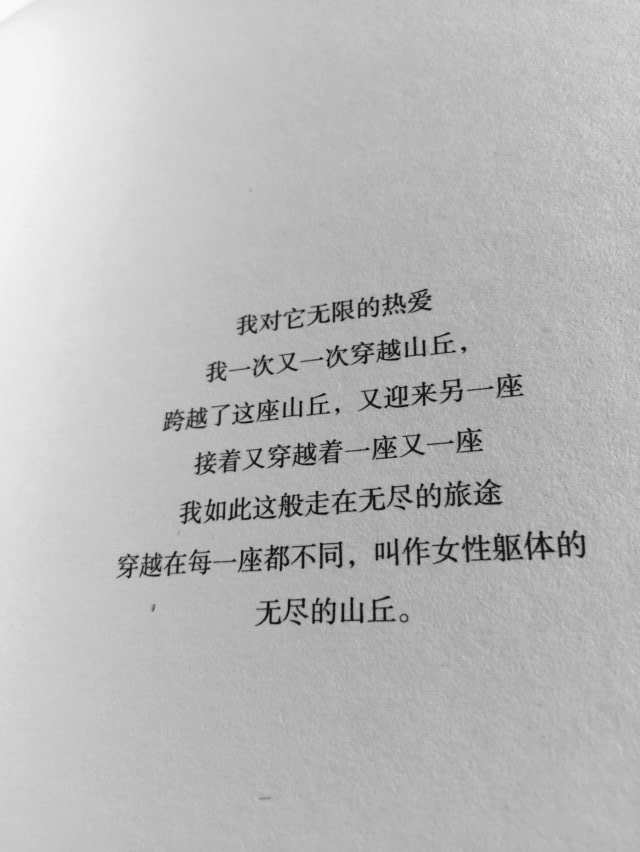 我对它无限的热爱
我一次又一次穿越山丘，
跨越了这座山丘，又迎来另一座
接着又穿越着一座又一座
我如此这般走在无尽的旅途
穿越在每一座都不同，叫作女性躯体的
无尽的山丘。